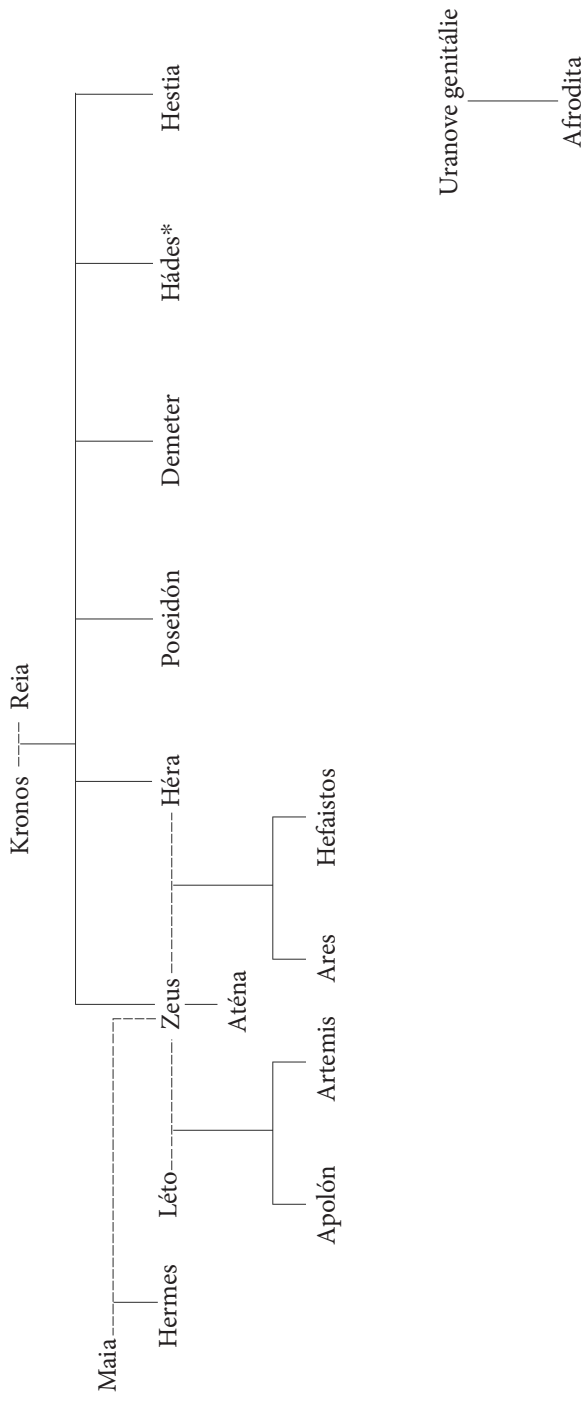 Kronos Reia
Zeus Héra Poseidón Demeter Hádes* Hestia
Maia Léto
Hermes Aténa
Apolón Artemis Ares Hefaistos
Uranove genitálie
Afrodita